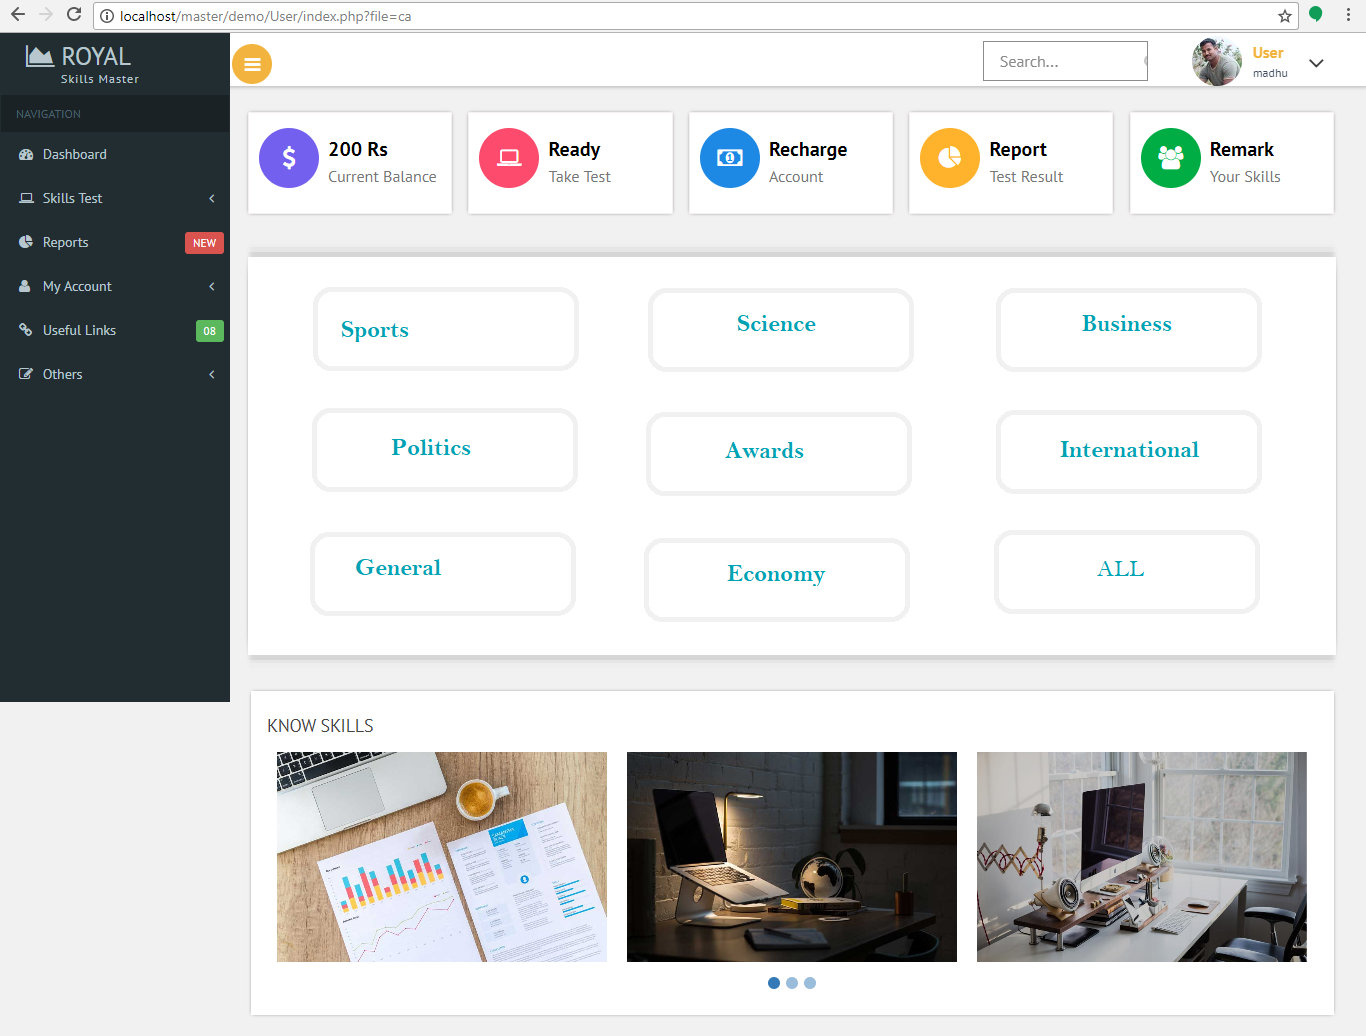 localhost/master/demo/User/index.php?file=ca
ROYAL
Skills Master
Search...
User
madhu
NAVIGATION
Dashboard
Skills Test
Reports NEW
My Account
Useful Links 08
Others
200 Rs
Current Balance
Ready
Take Test
Recharge
Account
Report
Test Result
Remark
Your Skills
Sports
Science
Business
Politics
Awards
International
General
Economy
ALL
KNOW SKILLS